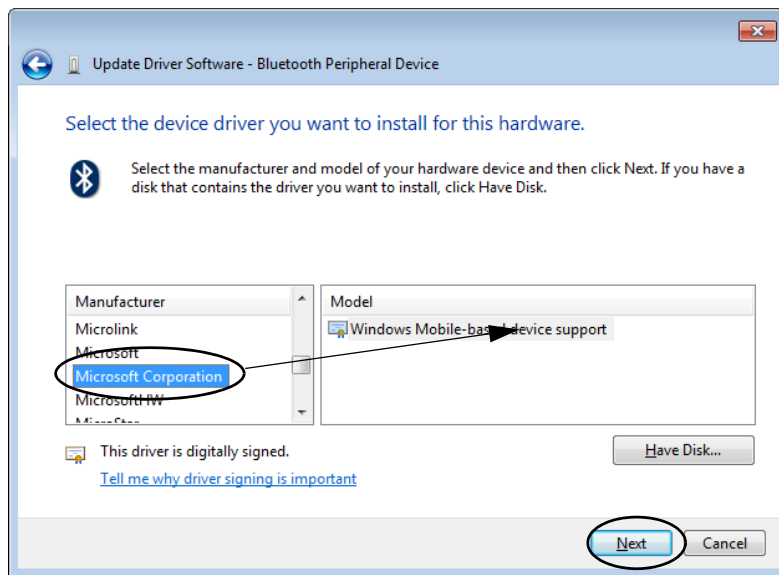 Update Driver Software - Bluetooth Peripheral Device
Select the device driver you want to install for this hardware.
Select the manufacturer and model of your hardware device and then click Next. If you have a
disk that contains the driver you want to install, click Have Disk.
Manufacturer
Microlink
Microsoft
Microsoft Corporation
MicrosoftHW
MicroStar
Model
Windows Mobile-based device support
This driver is digitally signed.
Tell me why driver signing is important
Have Disk...
Next
Cancel